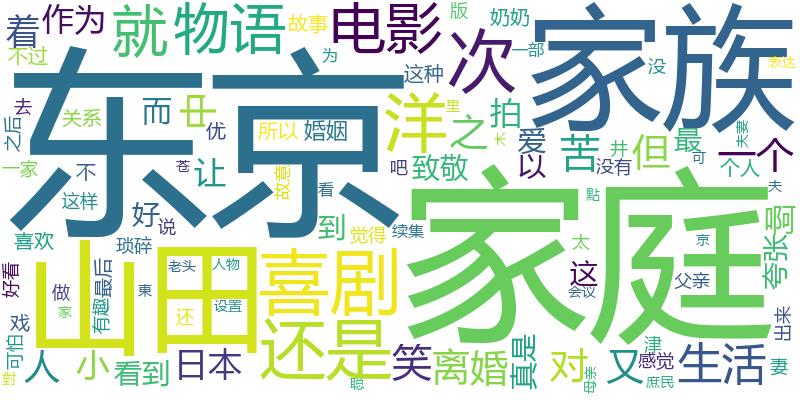 着 作为 就 物语 故事 电影 次 奶奶 版 一部 家族
不过 为 这种 没 表达
东京
去 关系 而 毌 优 所以 婚姻 洋 里 之 拍 爱 苦 井 但 最 一个
之后 一家 不 让 苍 故意 看 吧 致敬 以 没有 可 个人 夫妻 夫
这样 好 说 到 觉得 续集 家庭 點 京 夸张 哥
喜欢 琐碎 山田 喜剧 太 这 会议 父亲
好看 做 最后 有趣 東 老头 人物 设置 还 还是 出来
戏 家 可怕 人 小 看到 日本 笑 离婚 真是 对 又 津 感觉 生活 妻
對 聪 母亲 庶民